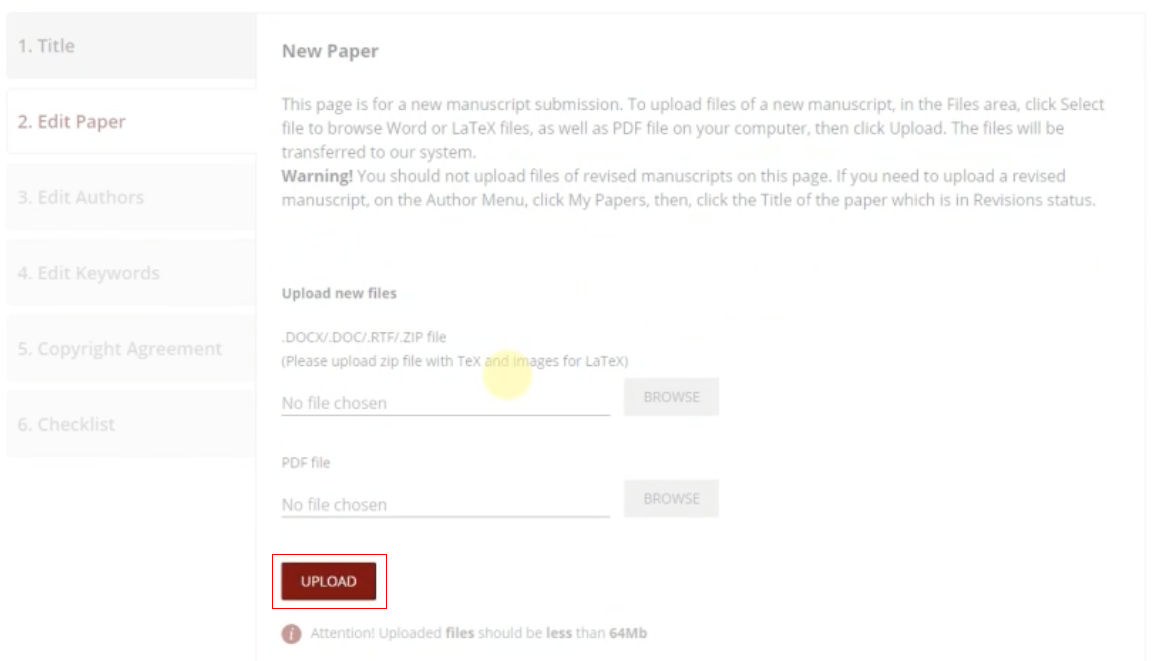 1. Title
2. Edit Paper
3. Edit Authors
4. Edit Keywords
5. Copyright Agreement
6. Checklist
New Paper
This page is for a new manuscript submission. To upload files of a new manuscript, in the Files area, click Select
file to browse Word or LaTeX files, as well as PDF file on your computer, then click Upload. The files will be
transferred to our system.
Warning! You should not upload files of revised manuscripts on this page. If you need to upload a revised
manuscript, on the Author Menu, click My Papers, then, click the Title of the paper which is in Revisions status.
Upload new files
.DOCX/.DOC/.RTF/.ZIP file
(Please upload zip file with TeX and images for LaTeX)
No file chosen
BROWSE
PDF file
No file chosen
BROWSE
UPLOAD
i Attention! Uploaded files should be less than 64Mb